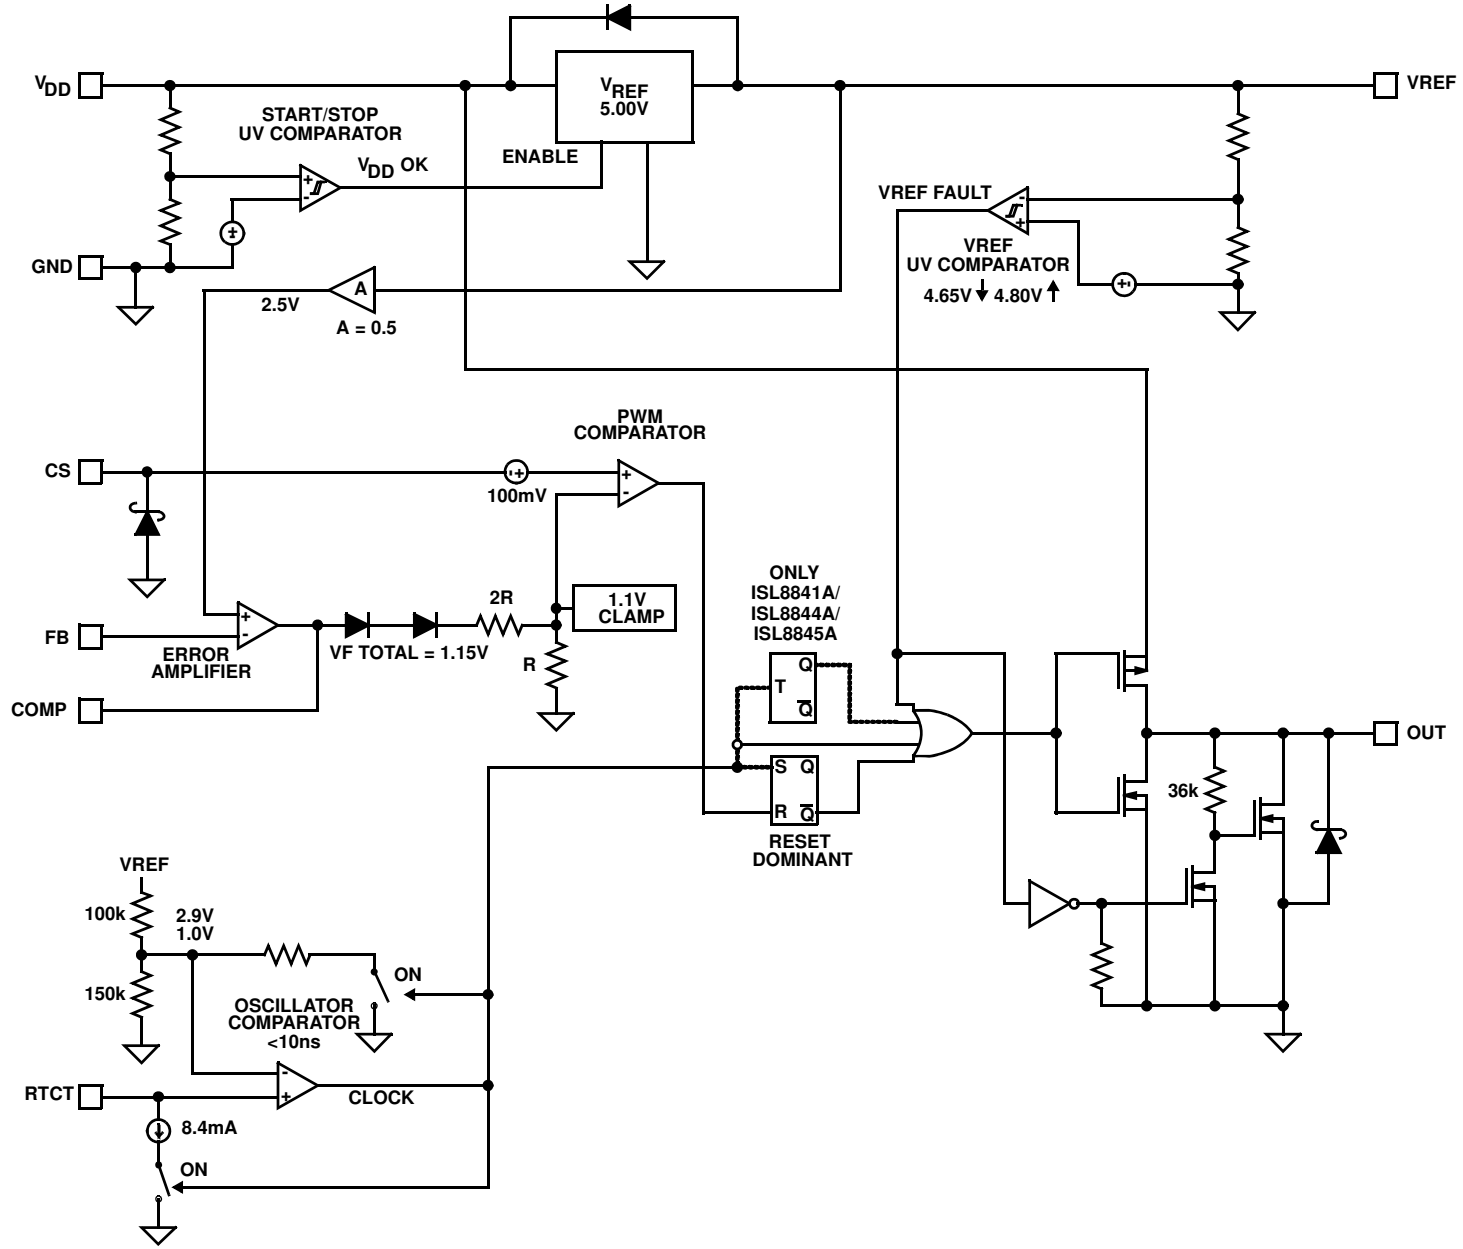 VDD
VREF
5.00V
VREF
START/STOP
UV COMPARATOR
VDD OK
ENABLE
+
-
+
GND
VREF FAULT
-
+
VREF
UV COMPARATOR
4.65V 4.80V
+-
A
2.5V
A = 0.5
PWM
COMPARATOR
CS
-+
100mV
+
-
ONLY
ISL8841A/
ISL8844A/
ISL8845A
1.1V
CLAMP
2R
+
-
FB
ERROR
AMPLIFIER
VF TOTAL = 1.15V
R
COMP
Q
T
Q
OUT
S Q
R Q
RESET
DOMINANT
36k
VREF
100k
2.9V
1.0V
150k
ON
OSCILLATOR
COMPARATOR
<10ns
-
+
RTCT
CLOCK
8.4mA
ON